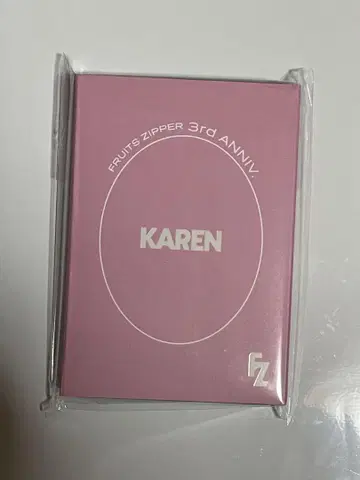 FRUITS ZIPPER 3rd ANNIV.
KAREN
FZ